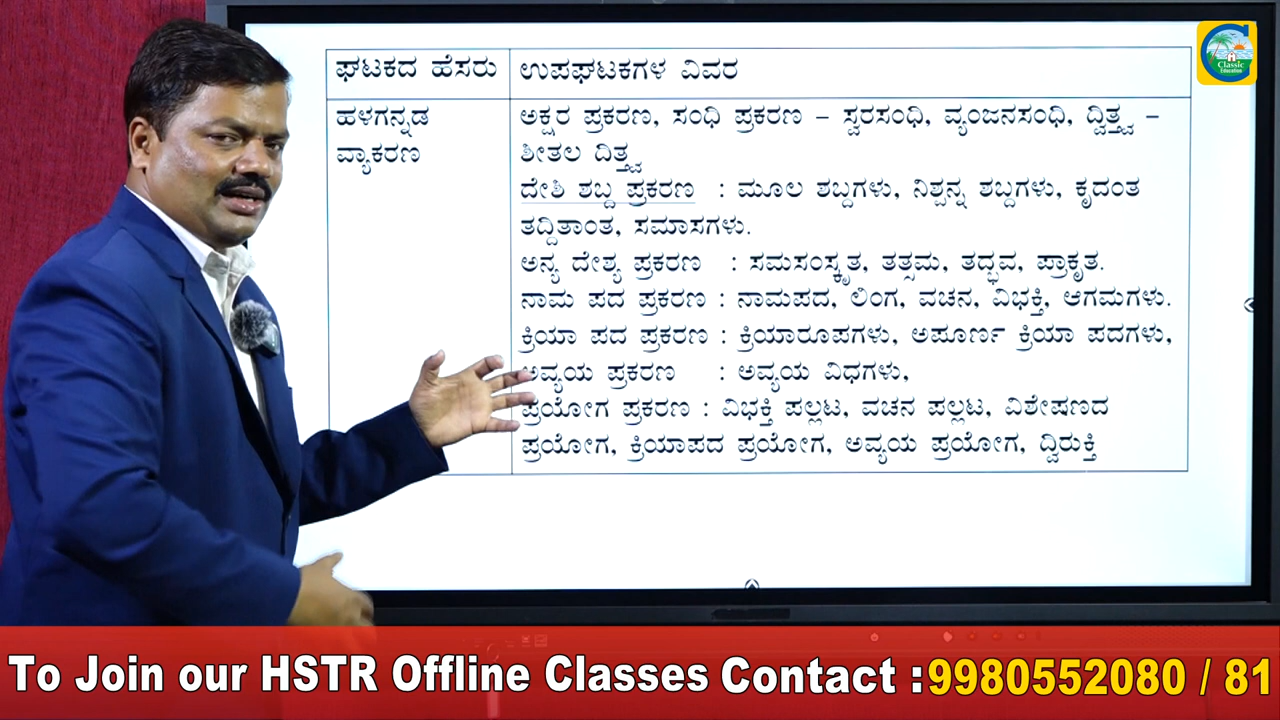 ಘಟಕದ ಹೆಸರು ಉಪಘಟಕಗಳ ವಿವರ
ಹಳಗನ್ನಡ ವ್ಯಾಕರಣ
ಅಕ್ಷರ ಪ್ರಕರಣ, ಸಂಧಿ ಪ್ರಕರಣ – ಸ್ವರಸಂಧಿ, ವ್ಯಂಜನಸಂಧಿ, ದ್ವಿತ್ತ್ವ –
ಶೀತಲ ದಿತ್ತ್ವ
ದೇಶಿ ಶಬ್ದ ಪ್ರಕರಣ : ಮೂಲ ಶಬ್ದಗಳು, ನಿಶ್ಪನ್ನ ಶಬ್ದಗಳು, ಕೃದಂತ
ತದ್ದಿತಾಂತ, ಸಮಾಸಗಳು.
ಅನ್ಯ ದೇಶ್ಯ ಪ್ರಕರಣ : ಸಮಸಂಸ್ಕೃತ, ತತ್ಸಮ, ತದ್ಭವ, ಪ್ರಾಕೃತ.
ನಾಮ ಪದ ಪ್ರಕರಣ : ನಾಮಪದ, ಲಿಂಗ, ವಚನ, ವಿಭಕ್ತಿ, ಆಗಮಗಳು.
ಕ್ರಿಯಾ ಪದ ಪ್ರಕರಣ : ಕ್ರಿಯಾರೂಪಗಳು, ಅಪೂರ್ಣ ಕ್ರಿಯಾ ಪದಗಳು,
ಅವ್ಯಯ ಪ್ರಕರಣ : ಅವ್ಯಯ ವಿಧಗಳು,
ಪ್ರಯೋಗ ಪ್ರಕರಣ : ವಿಭಕ್ತಿ ಪಲ್ಲಟ, ವಚನ ಪಲ್ಲಟ, ವಿಶೇಷಣದ
ಪ್ರಯೋಗ, ಕ್ರಿಯಾಪದ ಪ್ರಯೋಗ, ಅವ್ಯಯ ಪ್ರಯೋಗ, ದ್ವಿರುಕ್ತಿ
Classic
Education
To Join our HSTR Offline Classes Contact :9980552080 / 81